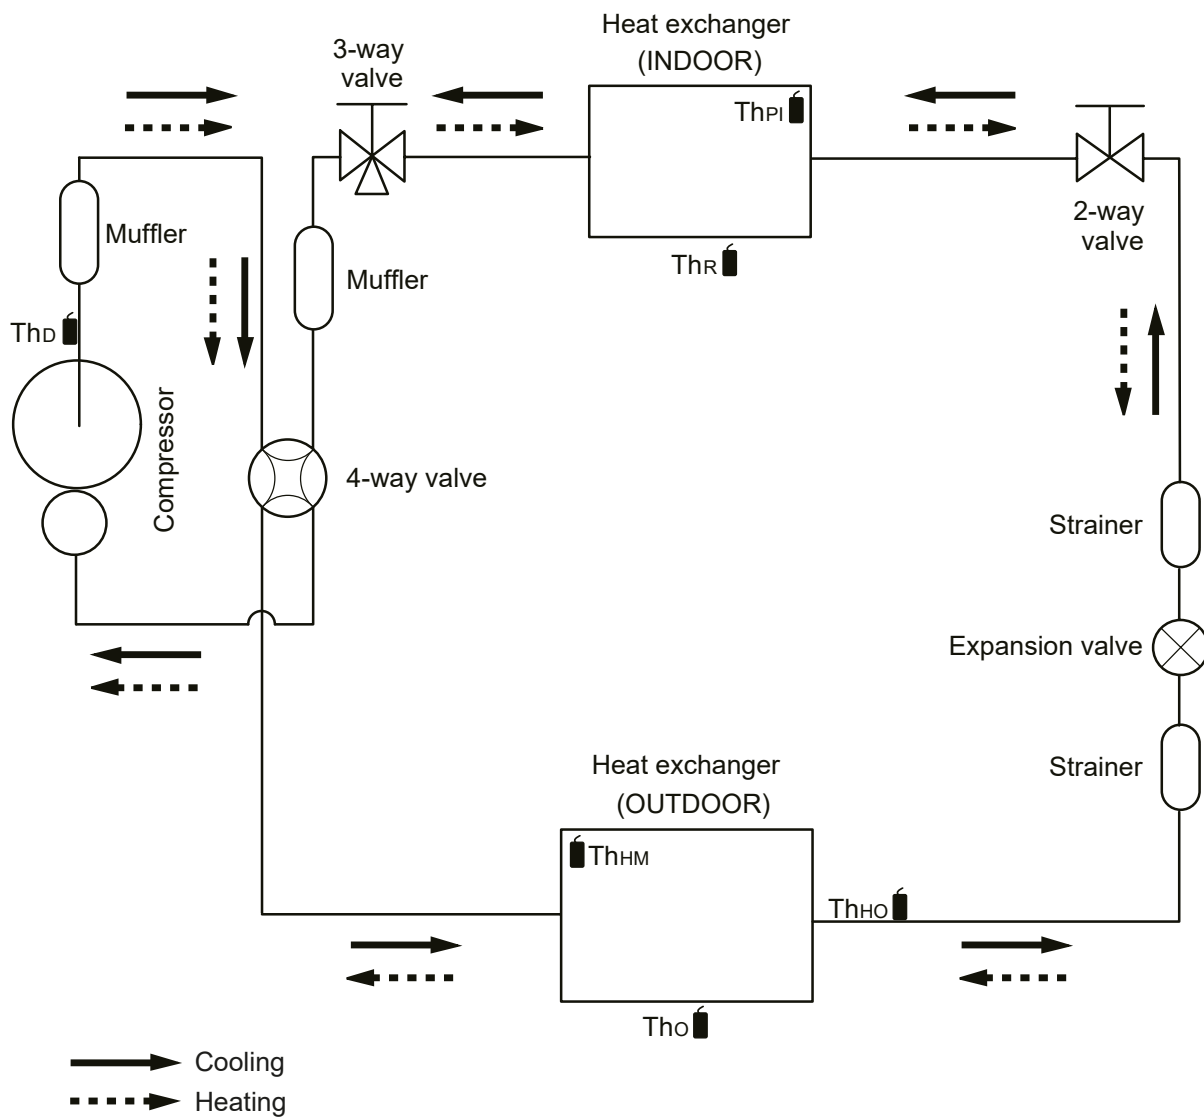 Heat exchanger
(INDOOR)
3-way
valve
ThPI
2-way
valve
Muffler
ThR
Muffler
ThD
Compressor
4-way valve
Strainer
Expansion valve
Strainer
Heat exchanger
(OUTDOOR)
ThHM
ThHO
ThO
Cooling
Heating